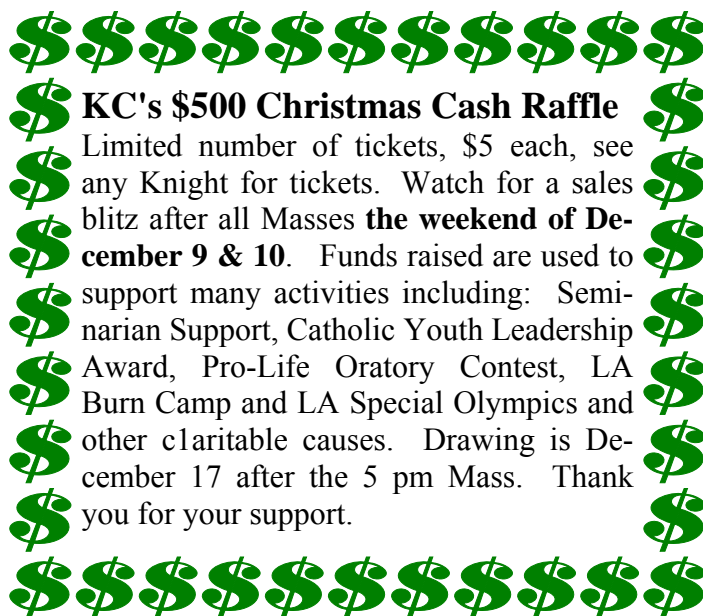 KC's $500 Christmas Cash Raffle
Limited number of tickets, $5 each, see
any Knight for tickets. Watch for a sales
blitz after all Masses the weekend of De-
cember 9 & 10. Funds raised are used to
support many activities including: Semi-
narian Support, Catholic Youth Leadership
Award, Pro-Life Oratory Contest, LA
Burn Camp and LA Special Olympics and
other c1aritable causes. Drawing is De-
cember 17 after the 5 pm Mass. Thank
you for your support.